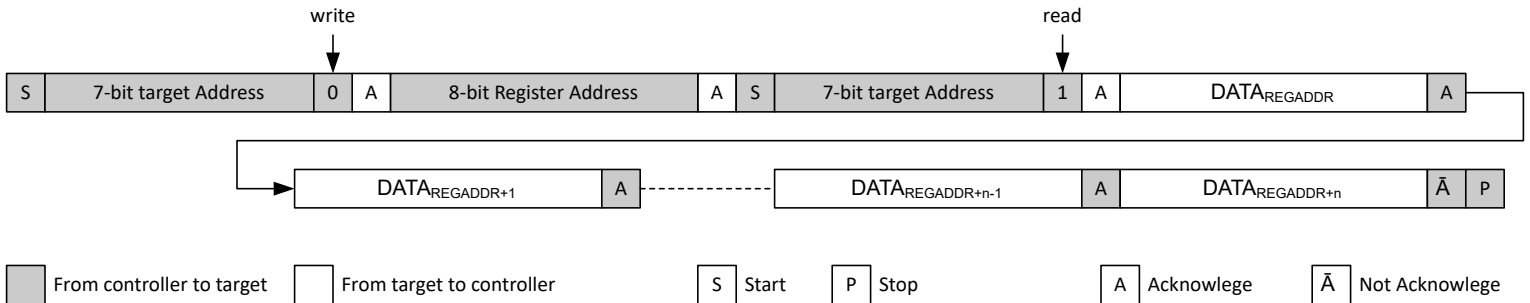 write read
S 7-bit target Address 0 A 8-bit Register Address A S 7-bit target Address 1 A DATAREGADDR A
DATAREGADDR+1 A DATAREGADDR+n-1 A DATAREGADDR+n Ā P
From controller to target From target to controller S Start P Stop A Acknowlege Ā Not Acknowlege